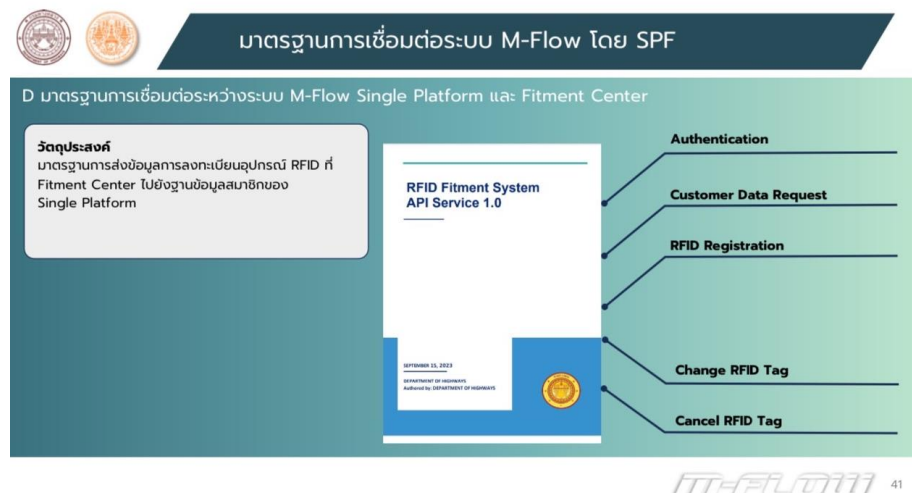 มาตรฐานการเชื่อมต่อระบบ M-Flow โดย SPF
D มาตรฐานการเชื่อมต่อระหว่างระบบ M-Flow Single Platform และ Fitment Center
วัตถุประสงค์
มาตรฐานการส่งข้อมูลการลงทะเบียนอุปกรณ์ RFID ที่
Fitment Center ไปยังฐานข้อมูลสมาชิกของ
Single Platform
RFID Fitment System
API Service 1.0
SEPTEMBER 15, 2023
DEPARTMENT OF HIGHWAYS
Authored by: DEPARTMENT OF HIGHWAYS
Authentication
Customer Data Request
RFID Registration
Change RFID Tag
Cancel RFID Tag
41